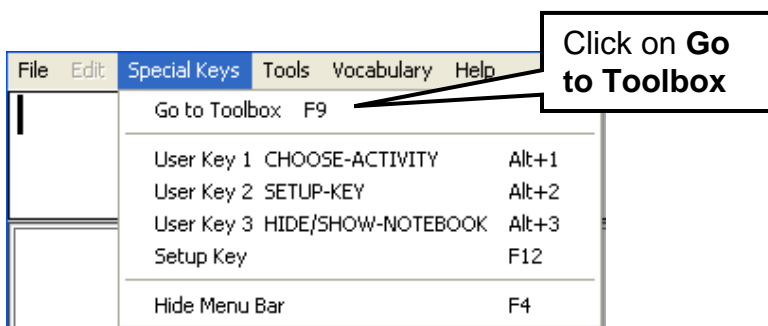 Click on Go
to Toolbox
File Edit Special Keys Tools Vocabulary Help
Go to Toolbox F9
User Key 1 CHOOSE-ACTIVITY Alt+1
User Key 2 SETUP-KEY Alt+2
User Key 3 HIDE/SHOW-NOTEBOOK Alt+3
Setup Key F12
Hide Menu Bar F4